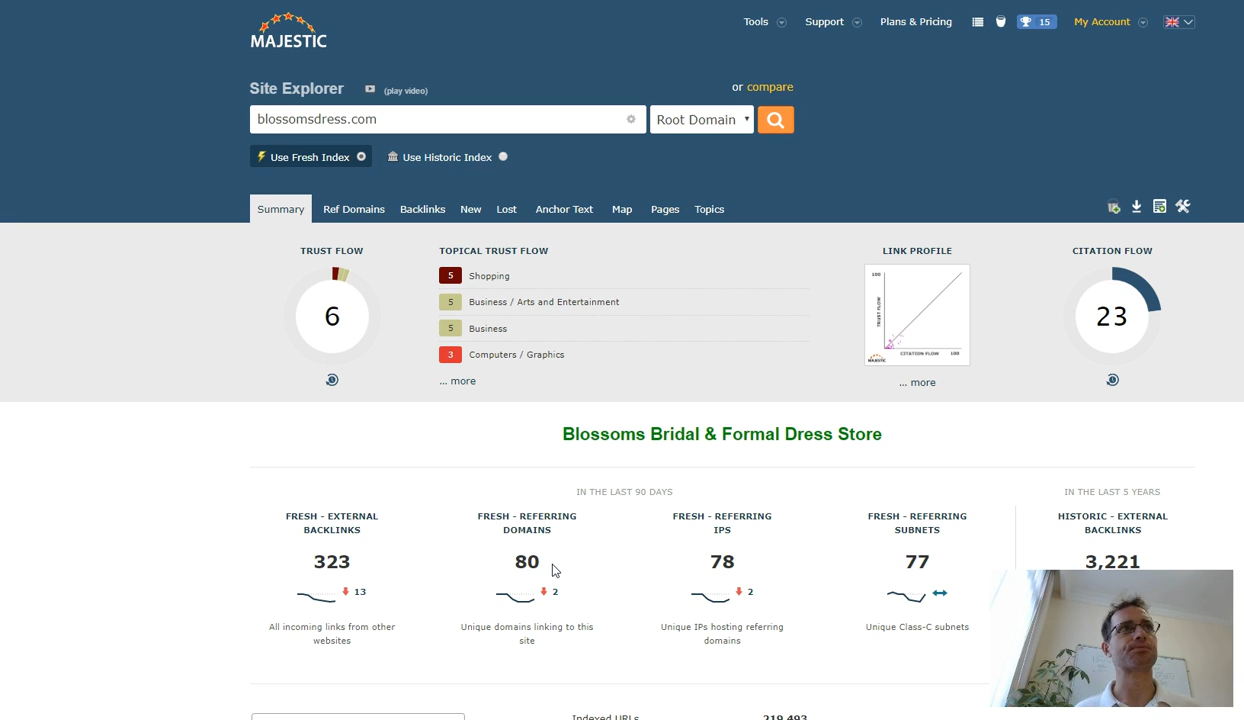 MAJESTIC
Tools Support Plans & Pricing 15 My Account
Site Explorer (play video) or compare
blossomsdress.com Root Domain
Use Fresh Index Use Historic Index
Summary Ref Domains Backlinks New Lost Anchor Text Map Pages Topics
TRUST FLOW
6
TOPICAL TRUST FLOW
5 Shopping
5 Business / Arts and Entertainment
5 Business
3 Computers / Graphics
... more
LINK PROFILE
100
TRUST FLOW
MAJESTIC CITATION FLOW 100
... more
CITATION FLOW
23
Blossoms Bridal & Formal Dress Store
IN THE LAST 90 DAYS
IN THE LAST 5 YEARS
FRESH - EXTERNAL
BACKLINKS
323
13
All incoming links from other
websites
FRESH - REFERRING
DOMAINS
80
2
Unique domains linking to this
site
FRESH - REFERRING
IPS
78
2
Unique IPs hosting referring
domains
FRESH - REFERRING
SUBNETS
77
Unique Class-C subnets
HISTORIC - EXTERNAL
BACKLINKS
3,221
Indexed URLs 219,493